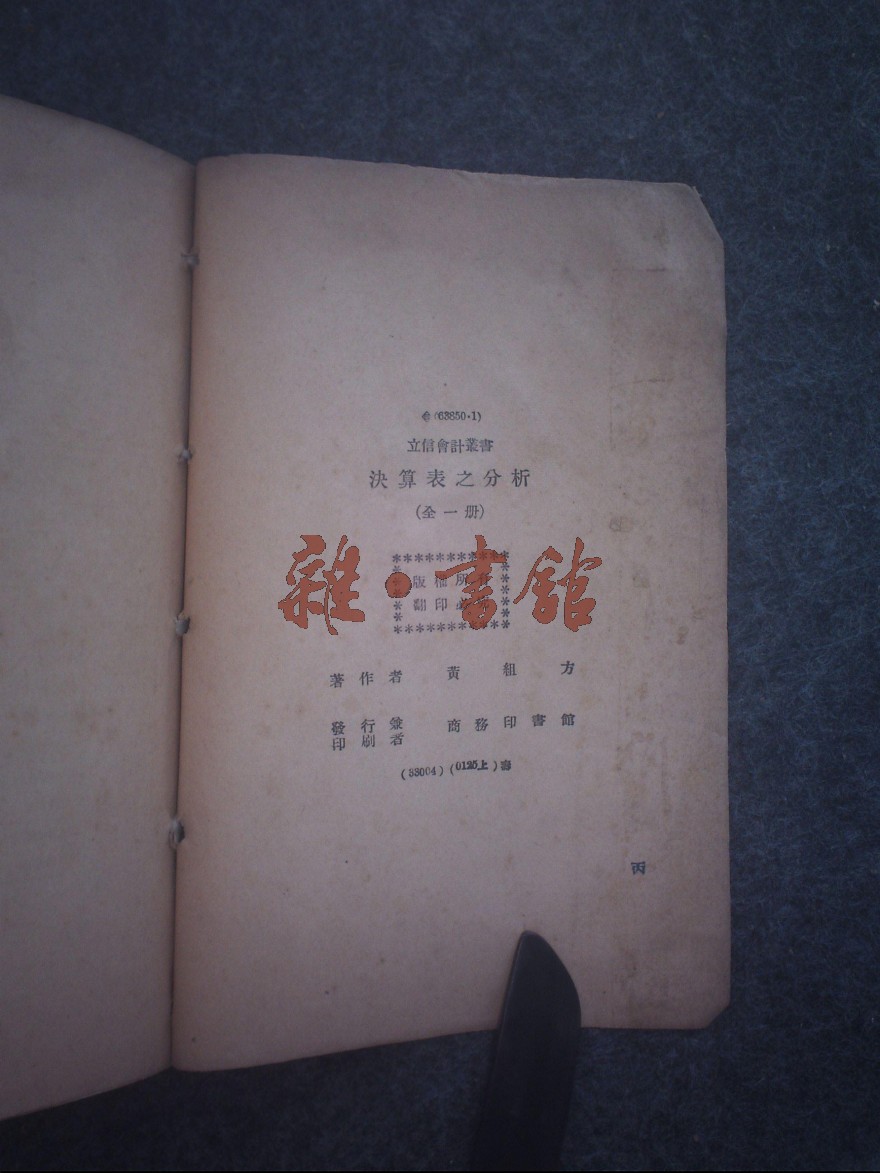 (63850·1)
立信會計叢書
決算表之分析
(全一册)
版權所有
翻印必究
雜·書館
著作者 黃組方
發行兼
印刷者 商務印書館
(53004)(0125上)壽
丙